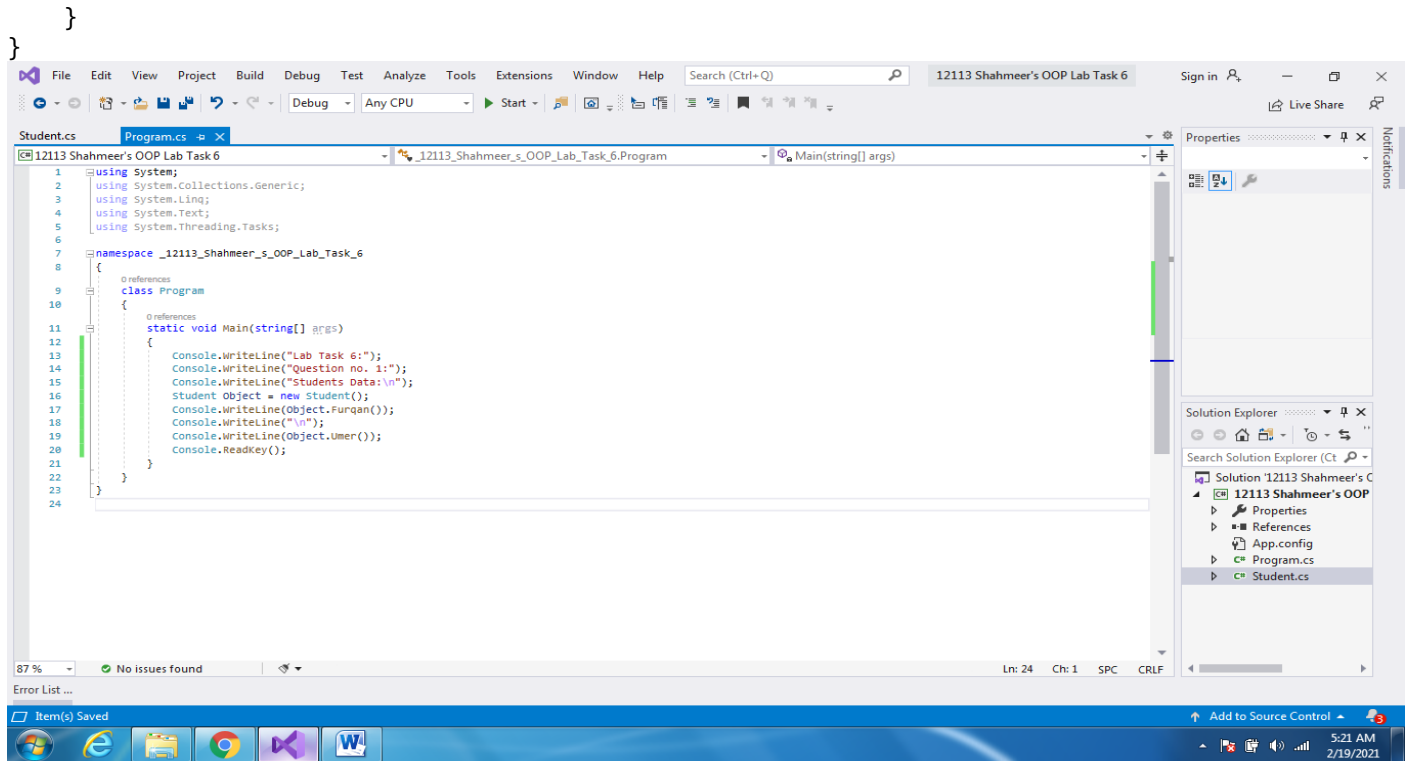 }
}
File Edit View Project Build Debug Test Analyze Tools Extensions Window Help Search (Ctrl+Q) 12113 Shahmeer's OOP Lab Task 6 Sign in
Debug Any CPU Start Live Share
Student.cs Program.cs
12113 Shahmeer's OOP Lab Task 6 _12113_Shahmeer_s_OOP_Lab_Task_6.Program Main(string[] args)
1 using System;
2 using System.Collections.Generic;
3 using System.Linq;
4 using System.Text;
5 using System.Threading.Tasks;
6
7 namespace _12113_Shahmeer_s_OOP_Lab_Task_6
8 {
0 references
9 class Program
10 {
0 references
11 static void Main(string[] args)
12 {
13 Console.WriteLine("Lab Task 6:");
14 Console.WriteLine("Question no. 1:");
15 Console.WriteLine("Students Data:\n");
16 Student Object = new Student();
17 Console.WriteLine(Object.Furqan());
18 Console.WriteLine("\n");
19 Console.WriteLine(Object.Umer());
20 Console.ReadKey();
21 }
22 }
23 }
24
87 % No issues found Ln: 24 Ch: 1 SPC CRLF
Properties
Notifications
Solution Explorer
Search Solution Explorer (Ct
Solution '12113 Shahmeer's C
C# 12113 Shahmeer's OOP
Properties
References
App.config
C# Program.cs
C# Student.cs
Error List ...
Item(s) Saved Add to Source Control 3
5:21 AM
2/19/2021